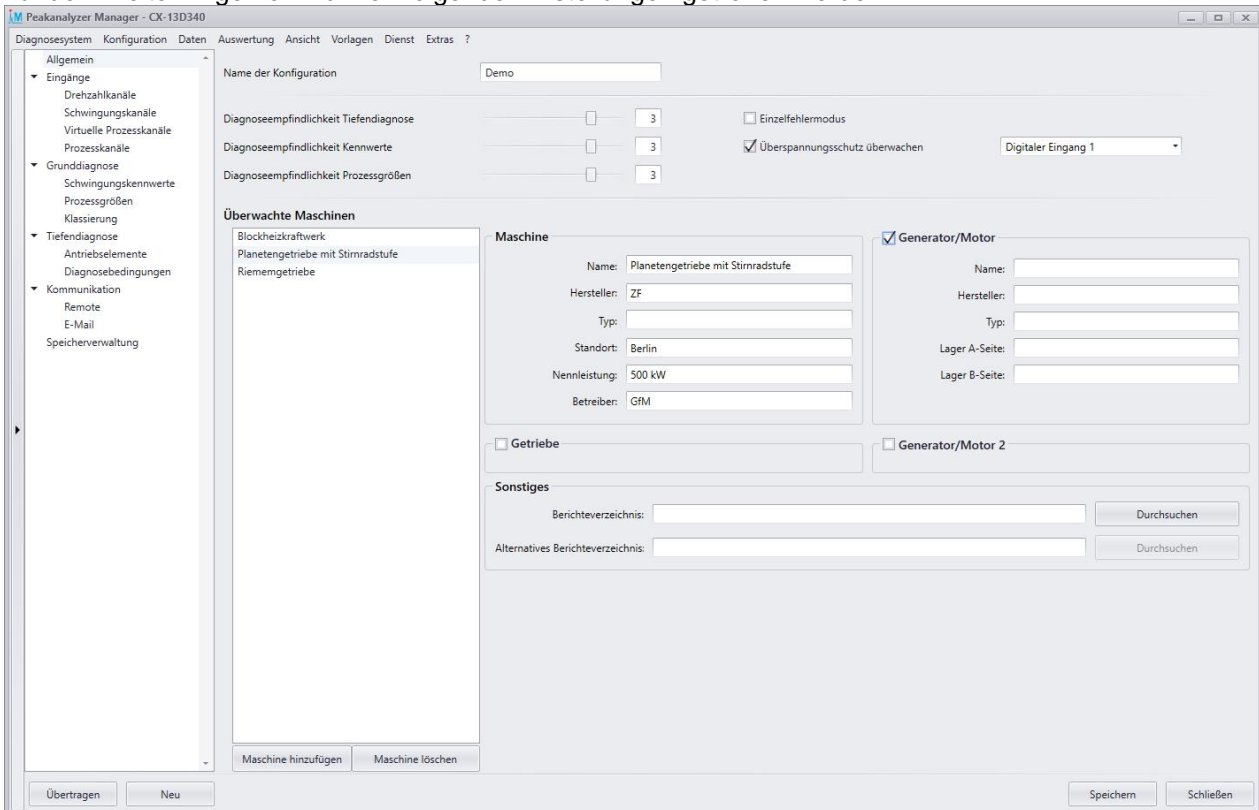 Peakanalyzer Manager - CX-13D340
Diagnosesystem Konfiguration Daten Auswertung Ansicht Vorlagen Dienst Extras ?
Allgemein
Eingänge
Drehzahlkanäle
Schwingungskanäle
Virtuelle Prozesskanäle
Prozesskanäle
Grunddiagnose
Schwingungskennwerte
Prozessgrößen
Klassierung
Tiefendiagnose
Antriebselemente
Diagnosebedingungen
Kommunikation
Remote
E-Mail
Speicherverwaltung
Name der Konfiguration Demo
Diagnoseempfindlichkeit Tiefendiagnose 3 Einzelfehlermodus
Diagnoseempfindlichkeit Kennwerte 3 Überspannungsschutz überwachen Digitaler Eingang 1
Diagnoseempfindlichkeit Prozessgrößen 3
Überwachte Maschinen
Blockheizkraftwerk
Planetengetriebe mit Stirnradstufe
Riememgetriebe
Maschine
Name: Planetengetriebe mit Stirnradstufe
Hersteller: ZF
Typ:
Standort: Berlin
Nennleistung: 500 kW
Betreiber: GfM
Generator/Motor
Name:
Hersteller:
Typ:
Lager A-Seite:
Lager B-Seite:
Getriebe
Generator/Motor 2
Sonstiges
Berichteverzeichnis: Durchsuchen
Alternatives Berichteverzeichnis: Durchsuchen
Maschine hinzufügen Maschine löschen
Übertragen Neu Speichern Schließen